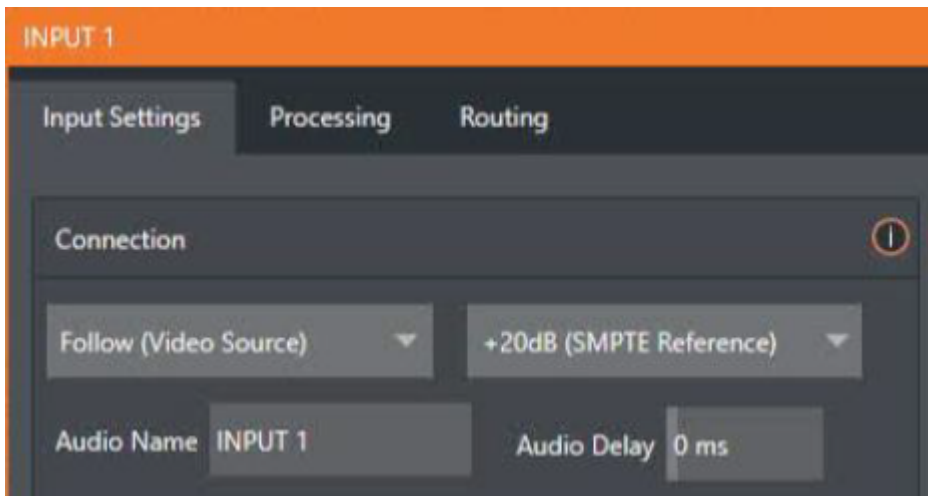 INPUT 1
Input Settings Processing Routing
Connection
Follow (Video Source) +20dB (SMPTE Reference)
Audio Name INPUT 1 Audio Delay 0 ms